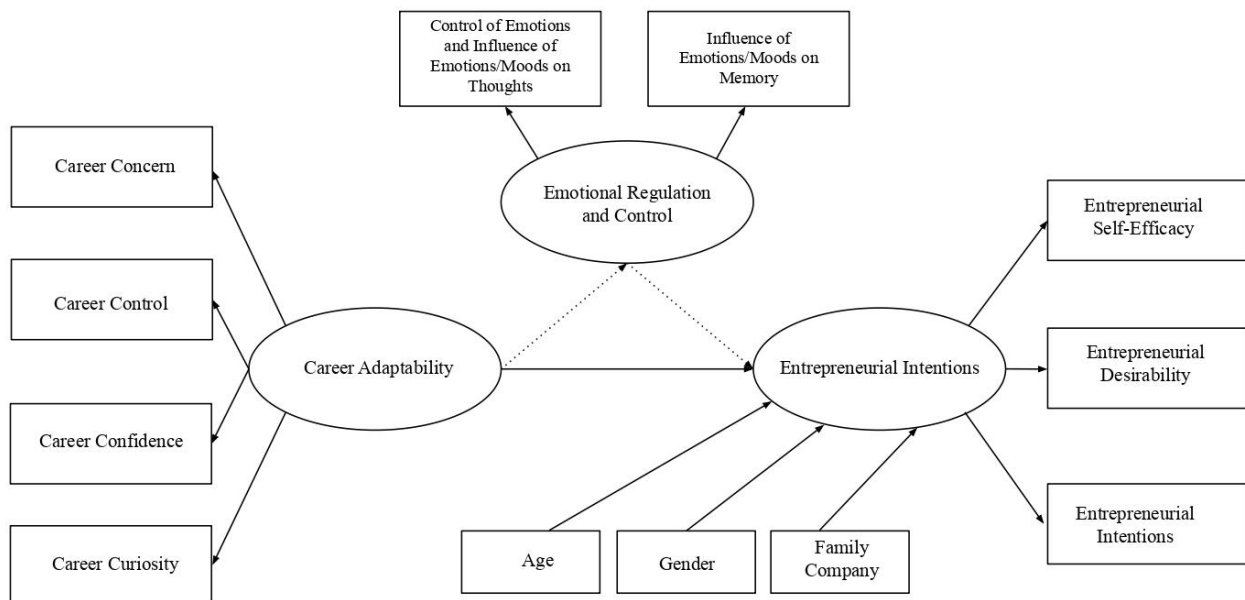 Control of Emotions
and Influence of
Emotions/Moods on
Thoughts
Influence of
Emotions/Moods on
Memory
Career Concern
Emotional Regulation
and Control
Entrepreneurial
Self-Efficacy
Career Control
Career Adaptability
Entrepreneurial Intentions
Entrepreneurial
Desirability
Career Confidence
Career Curiosity
Age
Gender
Family
Company
Entrepreneurial
Intentions